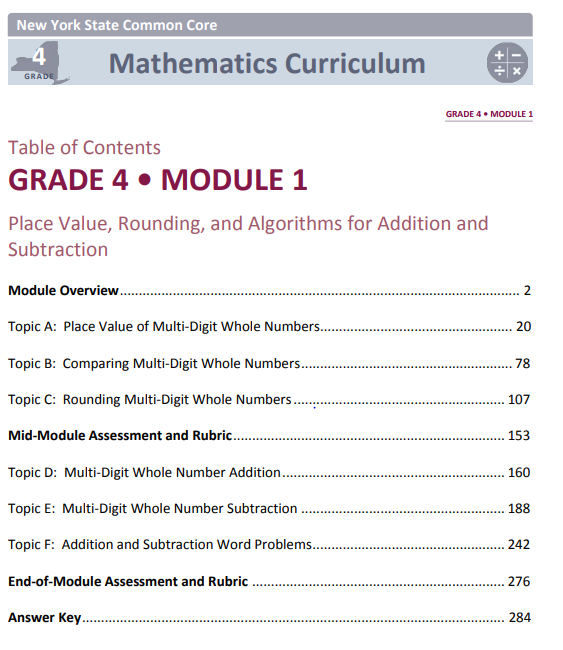 New York State Common Core
4
GRADE
Mathematics Curriculum
GRADE 4 • MODULE 1
Table of Contents
GRADE 4 • MODULE 1
Place Value, Rounding, and Algorithms for Addition and
Subtraction
Module Overview.......... 2
Topic A:  Place Value of Multi-Digit Whole Numbers.......... 20
Topic B:  Comparing Multi-Digit Whole Numbers.......... 78
Topic C:  Rounding Multi-Digit Whole Numbers.......... 107
Mid-Module Assessment and Rubric.......... 153
Topic D:  Multi-Digit Whole Number Addition.......... 160
Topic E:  Multi-Digit Whole Number Subtraction .......... 188
Topic F:  Addition and Subtraction Word Problems.......... 242
End-of-Module Assessment and Rubric .......... 276
Answer Key.......... 284